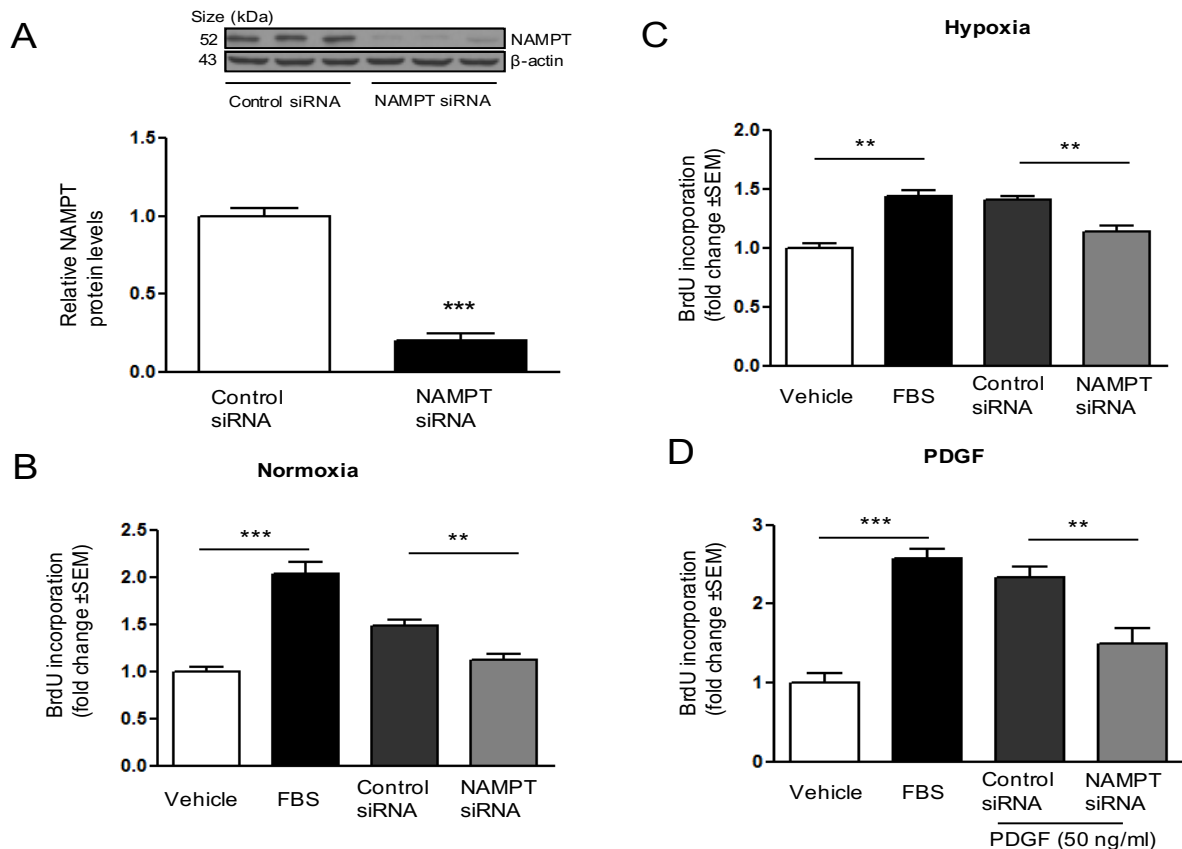 A
Size (kDa)
52
NAMPT
43
β-actin
Control siRNA
NAMPT siRNA
Relative NAMPT
protein levels
1.5
1.0
0.5
0.0
***
Control
siRNA
NAMPT
siRNA
B
Normoxia
BrdU incorporation
(fold change ±SEM)
2.5
2.0
1.5
1.0
0.5
0.0
***
**
Vehicle
FBS
Control
siRNA
NAMPT
siRNA
C
Hypoxia
BrdU incorporation
(fold change ±SEM)
2.0
1.5
1.0
0.5
0.0
**
**
Vehicle
FBS
Control
siRNA
NAMPT
siRNA
D
PDGF
BrdU incorporation
(fold change ±SEM)
3
2
1
0
***
**
Vehicle
FBS
Control
siRNA
NAMPT
siRNA
PDGF (50 ng/ml)